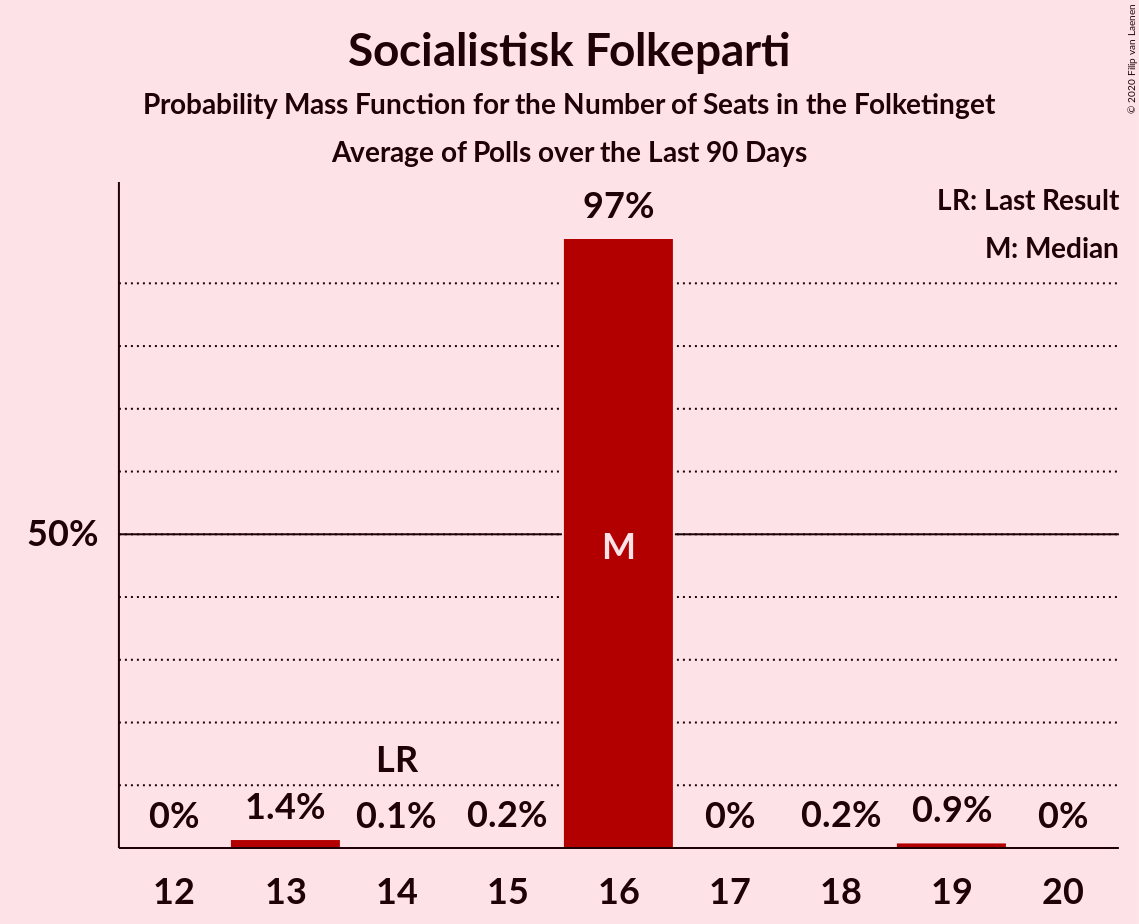 Socialistisk Folkeparti
Probability Mass Function for the Number of Seats in the Folketinget
Average of Polls over the Last 90 Days
© 2020 Filip van Laenen
LR: Last Result
M: Median
97%
50%
M
LR
0% 1.4% 0.1% 0.2% 0% 0.2% 0.9% 0%
12 13 14 15 16 17 18 19 20